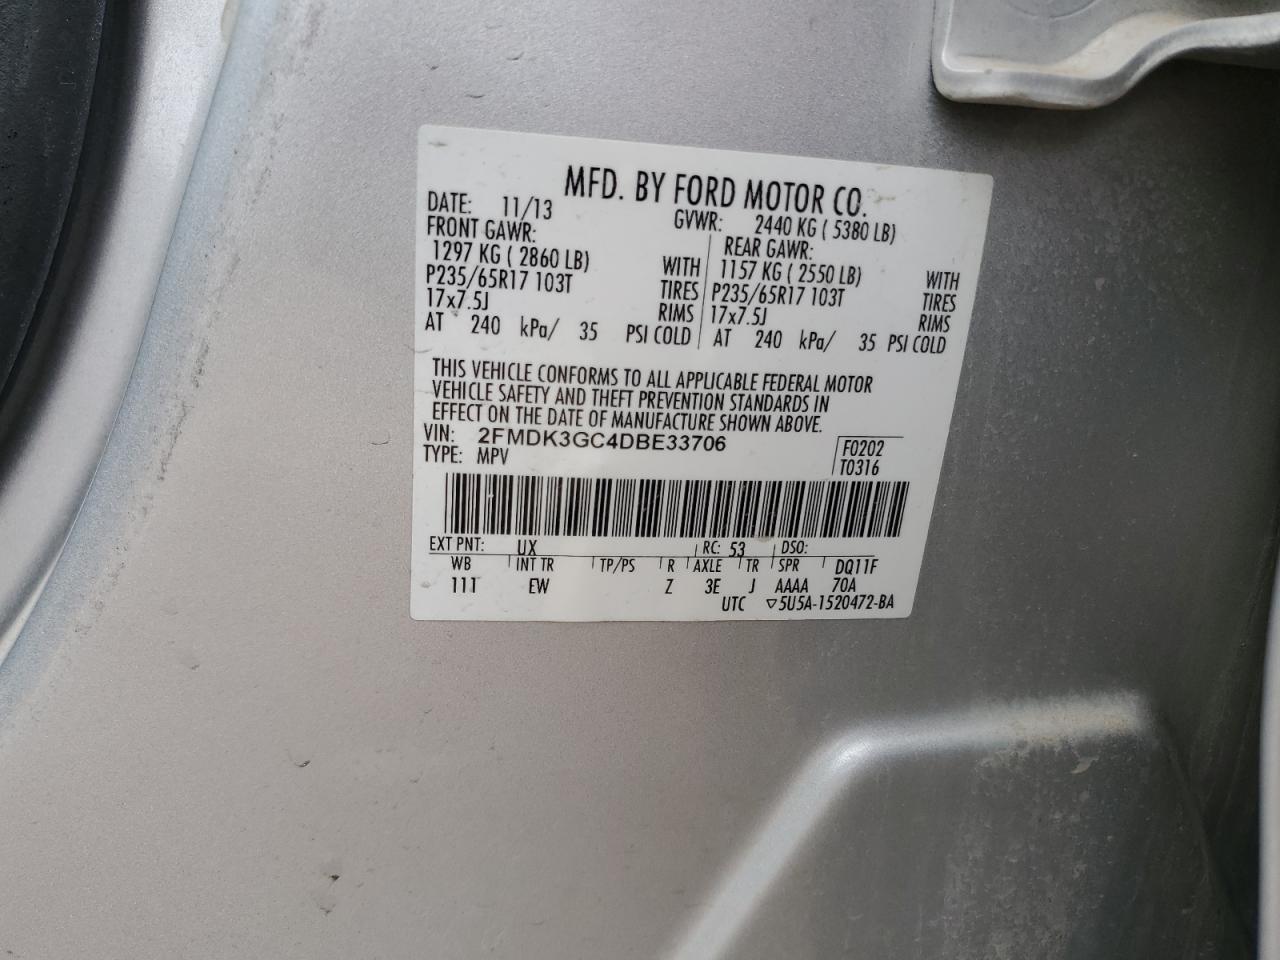 MFD. BY FORD MOTOR CO.
DATE: 11/13 GVWR: 2440 KG ( 5380 LB)
FRONT GAWR: REAR GAWR:
1297 KG ( 2860 LB) WITH 1157 KG ( 2550 LB) WITH
P235/65R17 103T TIRES P235/65R17 103T TIRES
17x7.5J RIMS 17x7.5J RIMS
AT 240 kPa/ 35 PSI COLD AT 240 kPa/ 35 PSI COLD
THIS VEHICLE CONFORMS TO ALL APPLICABLE FEDERAL MOTOR
VEHICLE SAFETY AND THEFT PREVENTION STANDARDS IN
EFFECT ON THE DATE OF MANUFACTURE SHOWN ABOVE.
VIN: 2FMDK3GC4DBE33706 F0202
TYPE: MPV T0316
EXT PNT: UX RC: 53 DSO:
WB INT TR TP/PS R AXLE TR SPR DQ11F
111 EW Z 3E J AAAA 70A
UTC ▽5U5A-1520472-BA